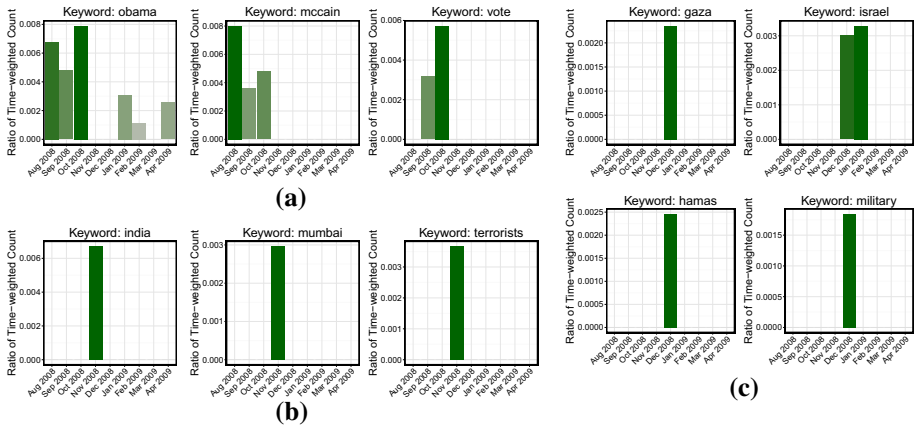 Keyword: obama
Ratio of Time-weighted Count
0.008
0.006
0.004
0.002
0.000
Aug 2008
Sep 2008
Oct 2008
Nov 2008
Dec 2008
Jan 2009
Feb 2009
Mar 2009
Apr 2009
Keyword: mccain
Ratio of Time-weighted Count
0.008
0.006
0.004
0.002
0.000
Aug 2008
Sep 2008
Oct 2008
Nov 2008
Dec 2008
Jan 2009
Feb 2009
Mar 2009
Apr 2009
Keyword: vote
Ratio of Time-weighted Count
0.006
0.004
0.002
0.000
Aug 2008
Sep 2008
Oct 2008
Nov 2008
Dec 2008
Jan 2009
Feb 2009
Mar 2009
Apr 2009
(a)
Keyword: india
Ratio of Time-weighted Count
0.006
0.004
0.002
0.000
Aug 2008
Sep 2008
Oct 2008
Nov 2008
Dec 2008
Jan 2009
Feb 2009
Mar 2009
Apr 2009
Keyword: mumbai
Ratio of Time-weighted Count
0.003
0.002
0.001
0.000
Aug 2008
Sep 2008
Oct 2008
Nov 2008
Dec 2008
Jan 2009
Feb 2009
Mar 2009
Apr 2009
Keyword: terrorists
Ratio of Time-weighted Count
0.003
0.002
0.001
0.000
Aug 2008
Sep 2008
Oct 2008
Nov 2008
Dec 2008
Jan 2009
Feb 2009
Mar 2009
Apr 2009
(b)
Keyword: gaza
Ratio of Time-weighted Count
0.0020
0.0015
0.0010
0.0005
0.0000
Aug 2008
Sep 2008
Oct 2008
Nov 2008
Dec 2008
Jan 2009
Feb 2009
Mar 2009
Apr 2009
Keyword: israel
Ratio of Time-weighted Count
0.003
0.002
0.001
0.000
Aug 2008
Sep 2008
Oct 2008
Nov 2008
Dec 2008
Jan 2009
Feb 2009
Mar 2009
Apr 2009
Keyword: hamas
Ratio of Time-weighted Count
0.0025
0.0020
0.0015
0.0010
0.0005
0.0000
Aug 2008
Sep 2008
Oct 2008
Nov 2008
Dec 2008
Jan 2009
Feb 2009
Mar 2009
Apr 2009
Keyword: military
Ratio of Time-weighted Count
0.0015
0.0010
0.0005
0.0000
Aug 2008
Sep 2008
Oct 2008
Nov 2008
Dec 2008
Jan 2009
Feb 2009
Mar 2009
Apr 2009
(c)